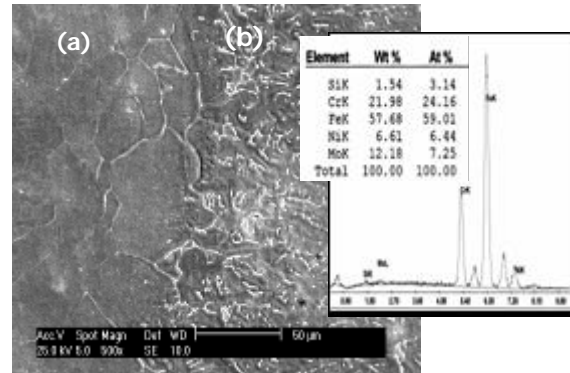 (a) (b)
Element Wt % At %
SiK 1.54 3.14
CrK 21.98 24.16
FeK 57.68 59.01
NiK 6.61 6.44
MoK 12.18 7.25
Total 100.00 100.00
Acc.V Spot Magn Det WD 50 µm
25.0 kV 5.0 500x SE 10.0